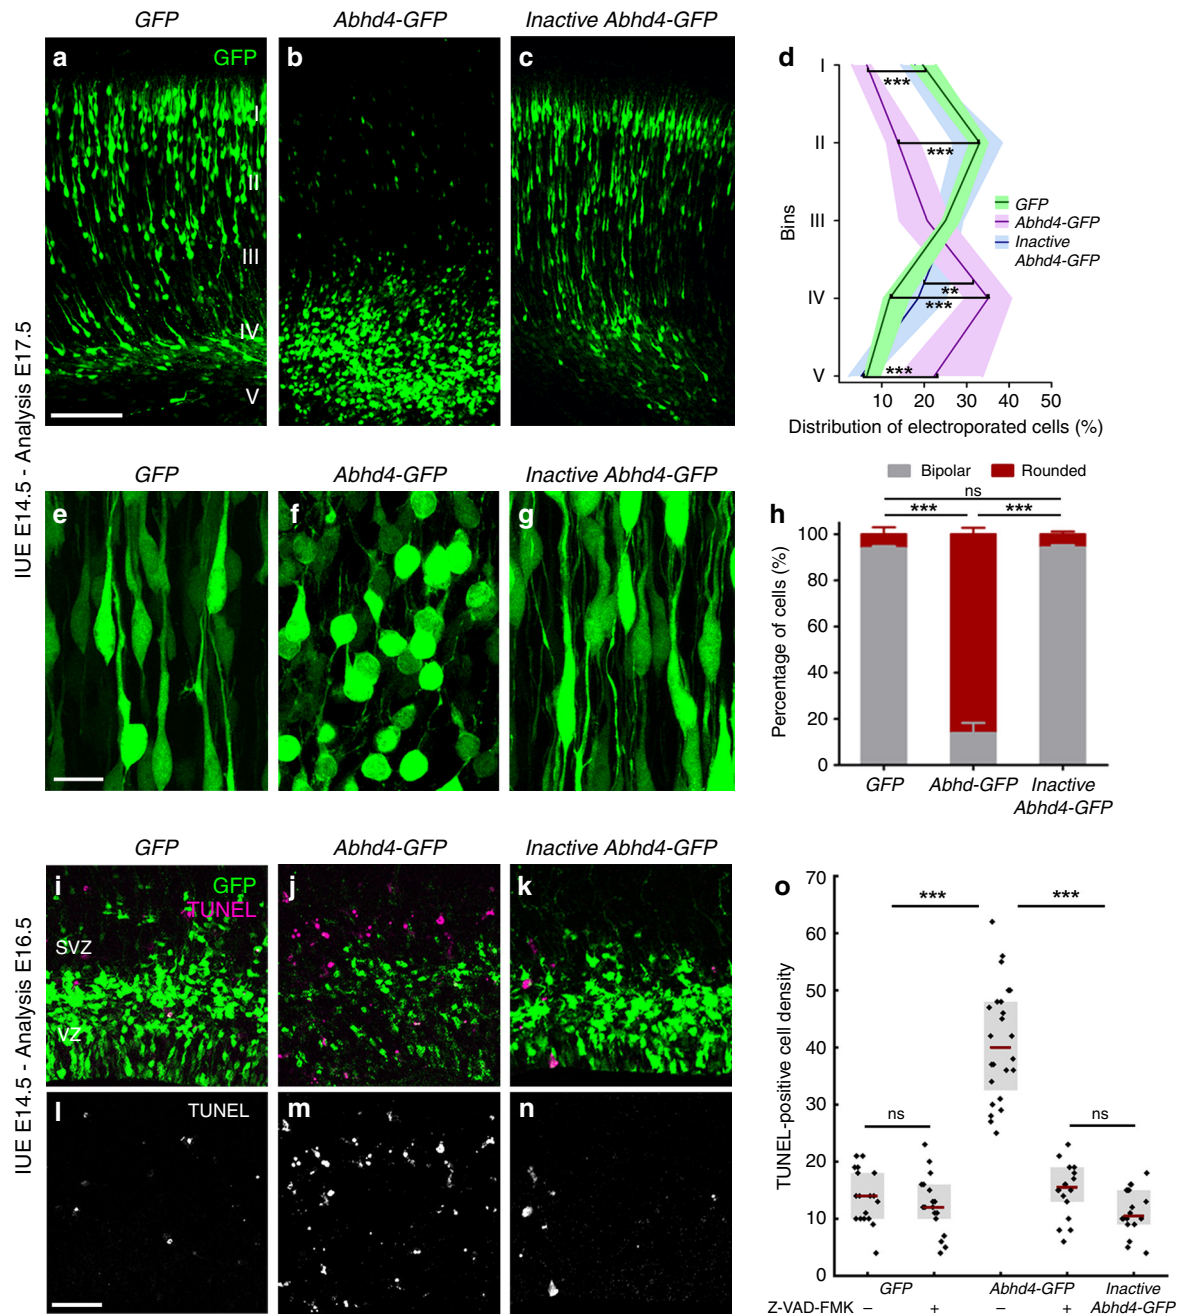 GFP
Abhd4-GFP
Inactive Abhd4-GFP
IUE E14.5 - Analysis E17.5
a
GFP
I
II
III
IV
V
b
c
d
I
II
III
IV
V
Bins
***
***
**
***
***
GFP
Abhd4-GFP
Inactive
Abhd4-GFP
10
20
30
40
50
Distribution of electroporated cells (%)
GFP
Abhd4-GFP
Inactive Abhd4-GFP
e
f
g
h
Bipolar
Rounded
ns
***
***
100
80
60
40
20
0
Percentage of cells (%)
GFP
Abhd-GFP
Inactive
Abhd4-GFP
IUE E14.5 - Analysis E16.5
GFP
Abhd4-GFP
Inactive Abhd4-GFP
i
GFP
TUNEL
SVZ
VZ
j
k
l
TUNEL
m
n
o
70
60
50
40
30
20
10
0
TUNEL-positive cell density
***
***
ns
ns
GFP
Abhd4-GFP
Inactive
Abhd4-GFP
Z-VAD-FMK
–
+
–
+